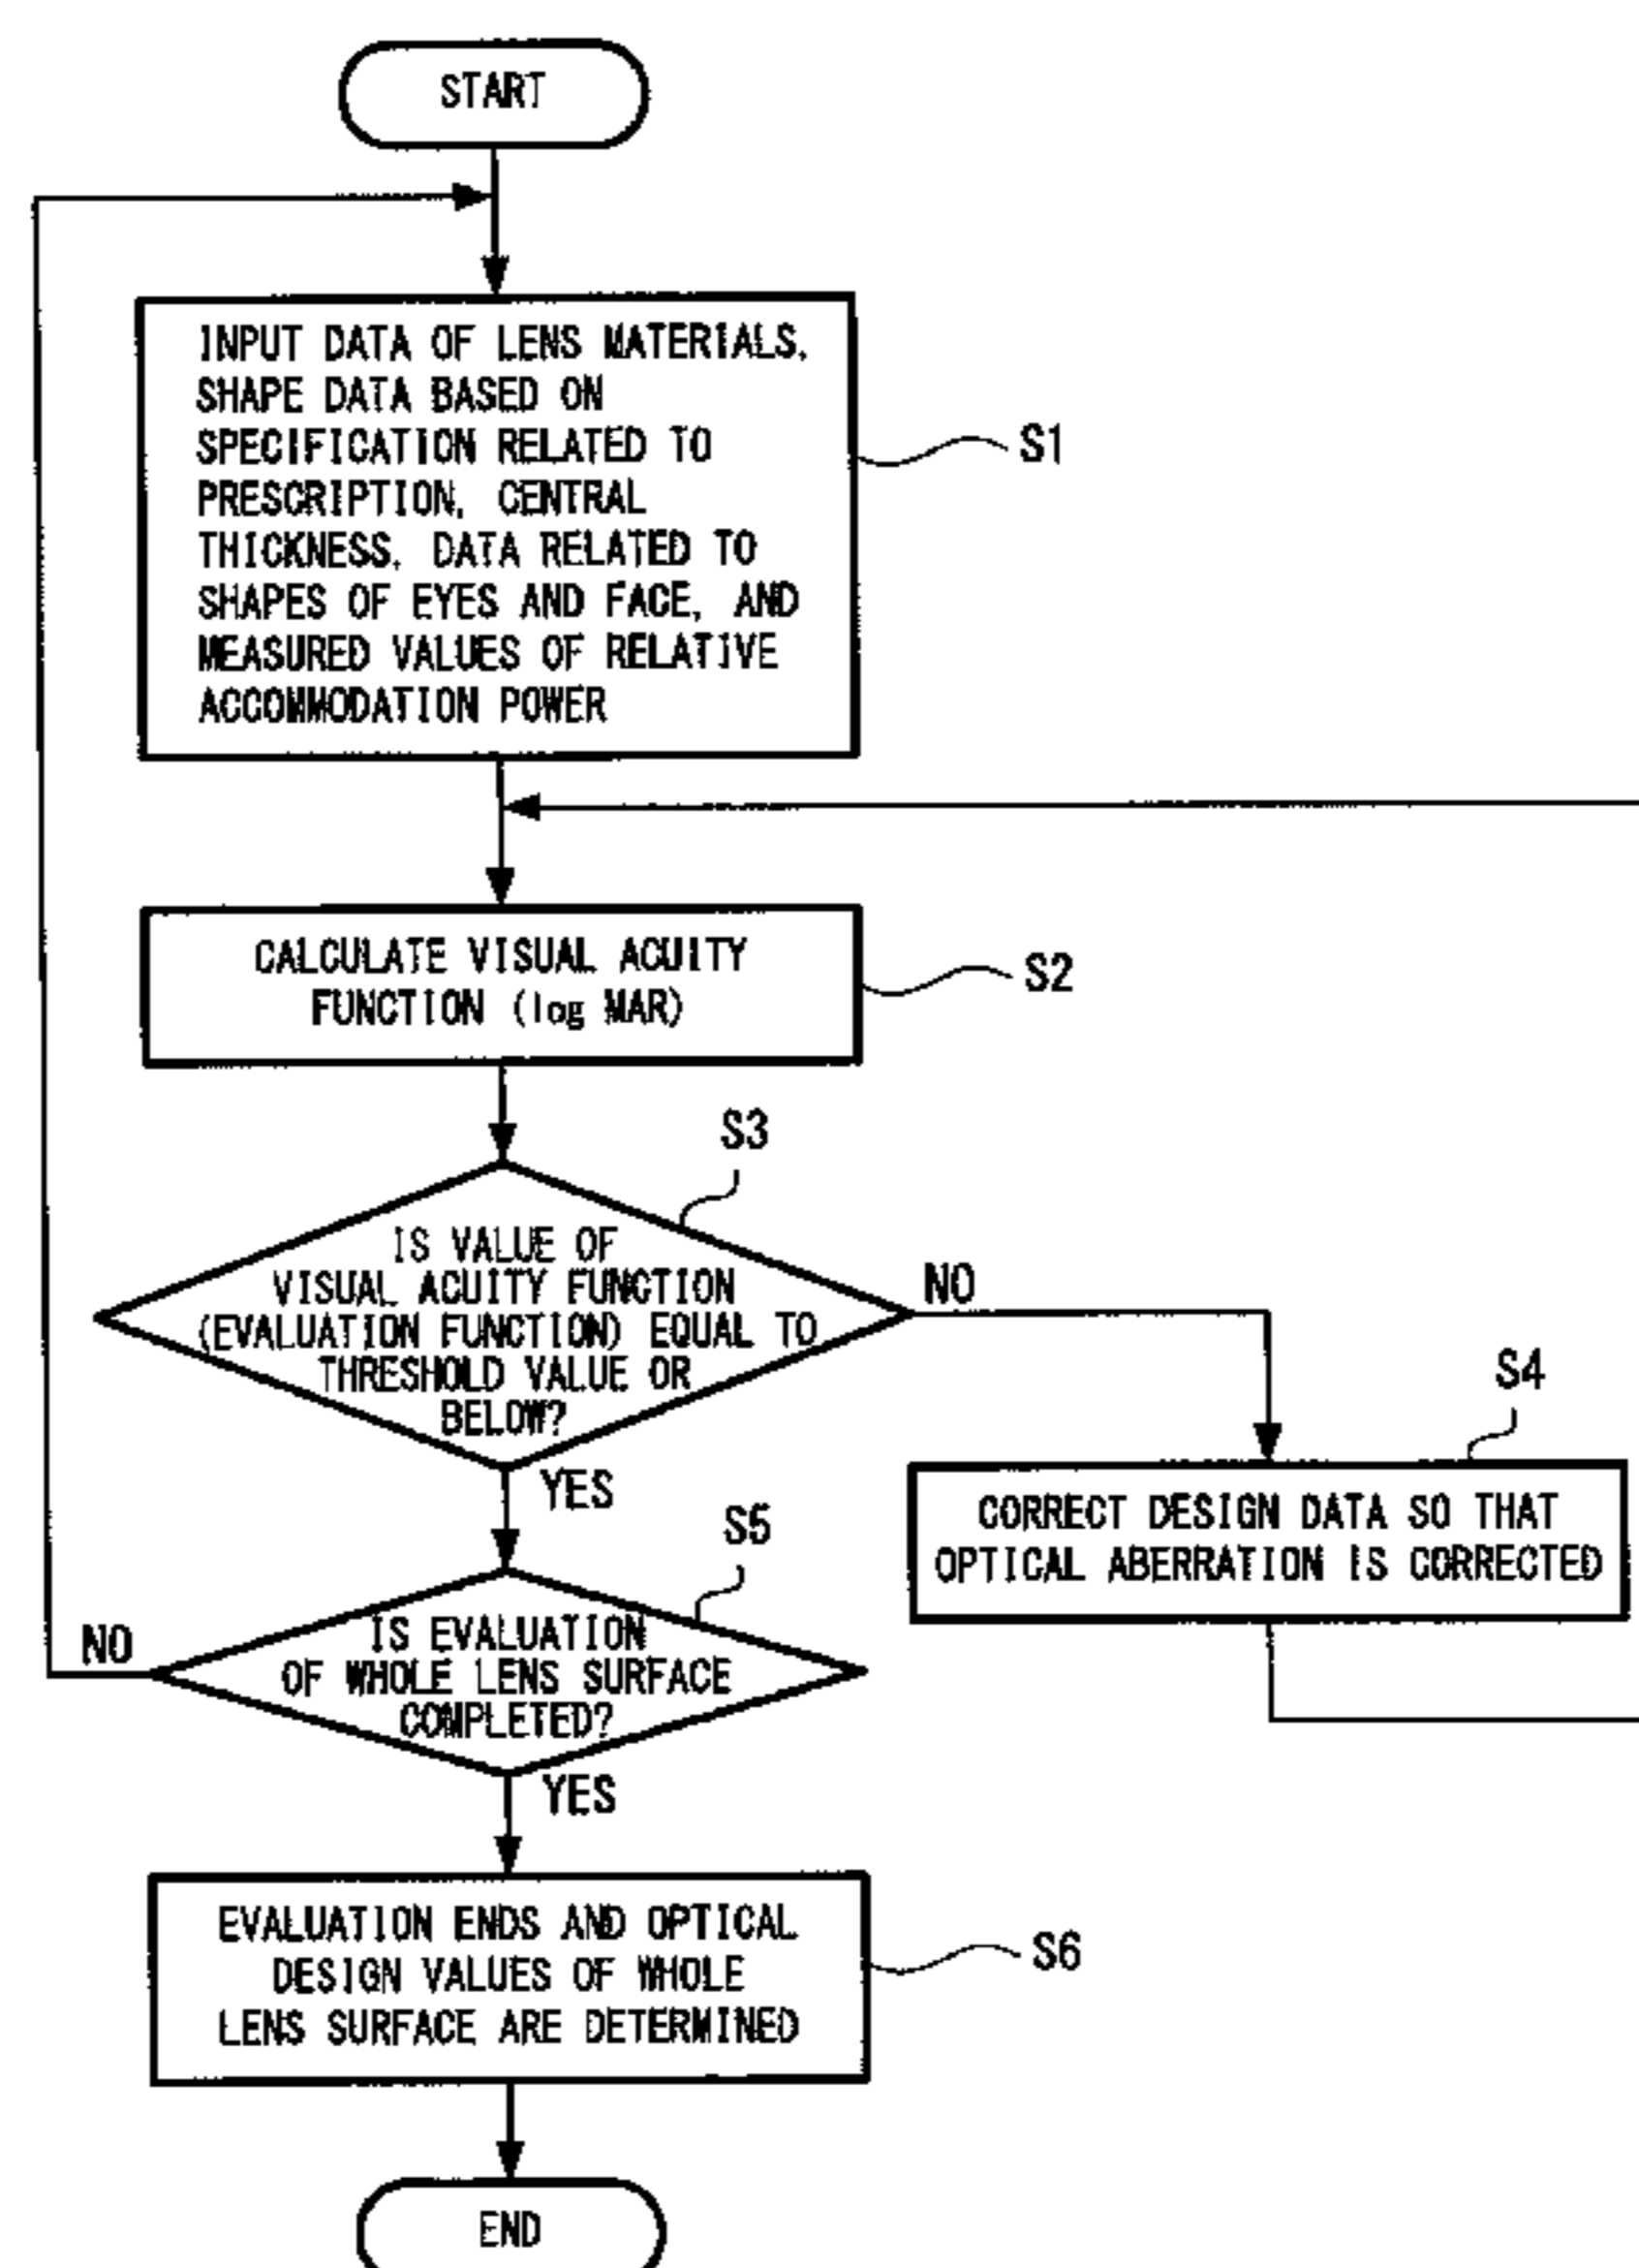 START
INPUT DATA OF LENS MATERIALS,
SHAPE DATA BASED ON
SPECIFICATION RELATED TO
PRESCRIPTION, CENTRAL
THICKNESS, DATA RELATED TO
SHAPES OF EYES AND FACE, AND
MEASURED VALUES OF RELATIVE
ACCOMMODATION POWER
S1
CALCULATE VISUAL ACUITY
FUNCTION (log MAR)
S2
S3
IS VALUE OF
VISUAL ACUITY FUNCTION
(EVALUATION FUNCTION) EQUAL TO
THRESHOLD VALUE OR
BELOW?
NO
YES
S4
CORRECT DESIGN DATA SO THAT
OPTICAL ABERRATION IS CORRECTED
S5
IS EVALUATION
OF WHOLE LENS SURFACE
COMPLETED?
NO
YES
EVALUATION ENDS AND OPTICAL
DESIGN VALUES OF WHOLE
LENS SURFACE ARE DETERMINED
S6
END